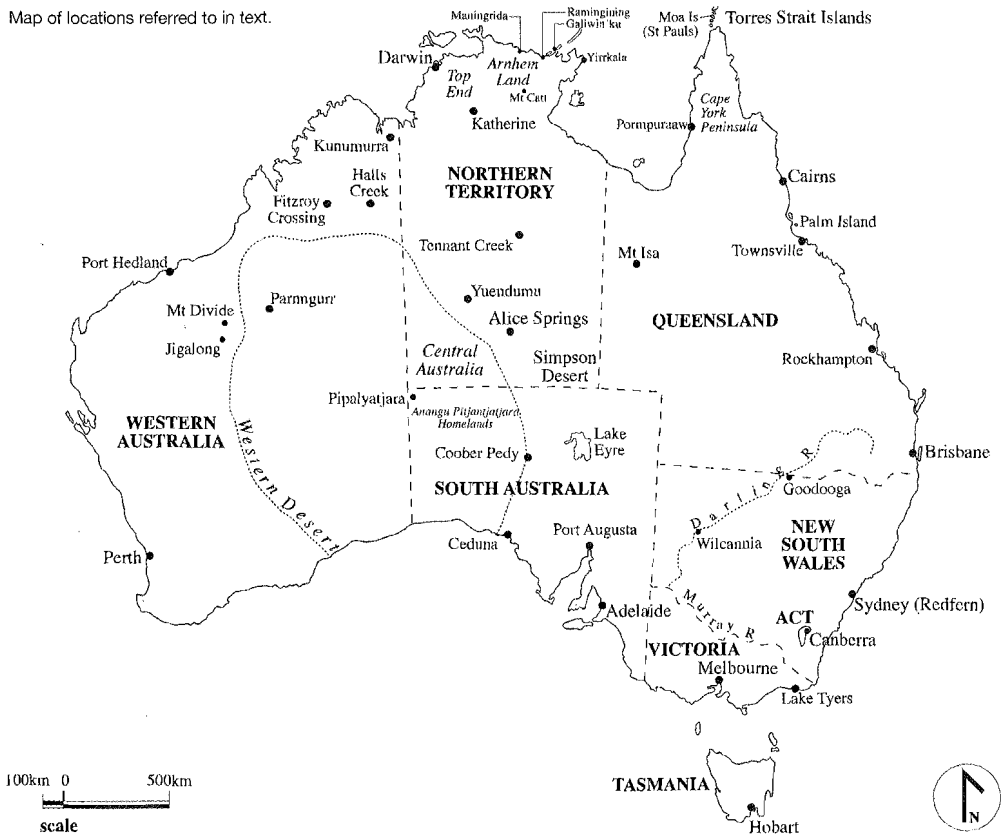 Map of locations referred to in text.
Maningrida
Ramingining
Galiwin'ku
Moa Is
(St Pauls)
Torres Strait Islands
Darwin
Top
End
Arnhem
Land
Yirrkala
Mt Catt
Katherine
Cape
York
Peninsula
Pormpuraaw
Kununurra
NORTHERN
TERRITORY
Halls
Creek
Fitzroy
Crossing
Cairns
Palm Island
Townsville
Tennant Creek
Mt Isa
Port Hedland
Mt Divide
Jigalong
Parnngurr
Yuendumu
Alice Springs
QUEENSLAND
Rockhampton
Central
Australia
Simpson
Desert
Pipalyatjara
Anangu Pitjantjatjara
Homelands
WESTERN
AUSTRALIA
Western Desert
Lake
Eyre
Coober Pedy
SOUTH AUSTRALIA
Brisbane
Darling R
Goodooga
Wilcannia
NEW
SOUTH
WALES
Perth
Ceduna
Port Augusta
Adelaide
Murray R
Sydney (Redfern)
ACT
Canberra
VICTORIA
Melbourne
Lake Tyers
TASMANIA
Hobart
100km 0 500km
scale
N